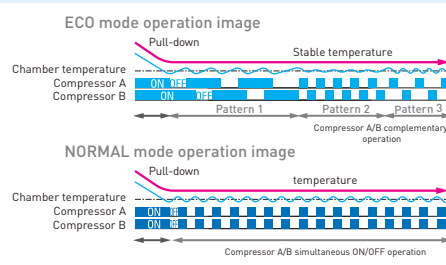 ECO mode operation image
Pull-down
Stable temperature
Chamber temperature
Compressor A
ON OFF
Compressor B
ON OFF
Pattern 1 Pattern 2 Pattern 3
Compressor A/B complementary
operation
NORMAL mode operation image
Pull-down
temperature
Chamber temperature
Compressor A
ON
Compressor B
ON
Compressor A/B simultaneous ON/OFF operation